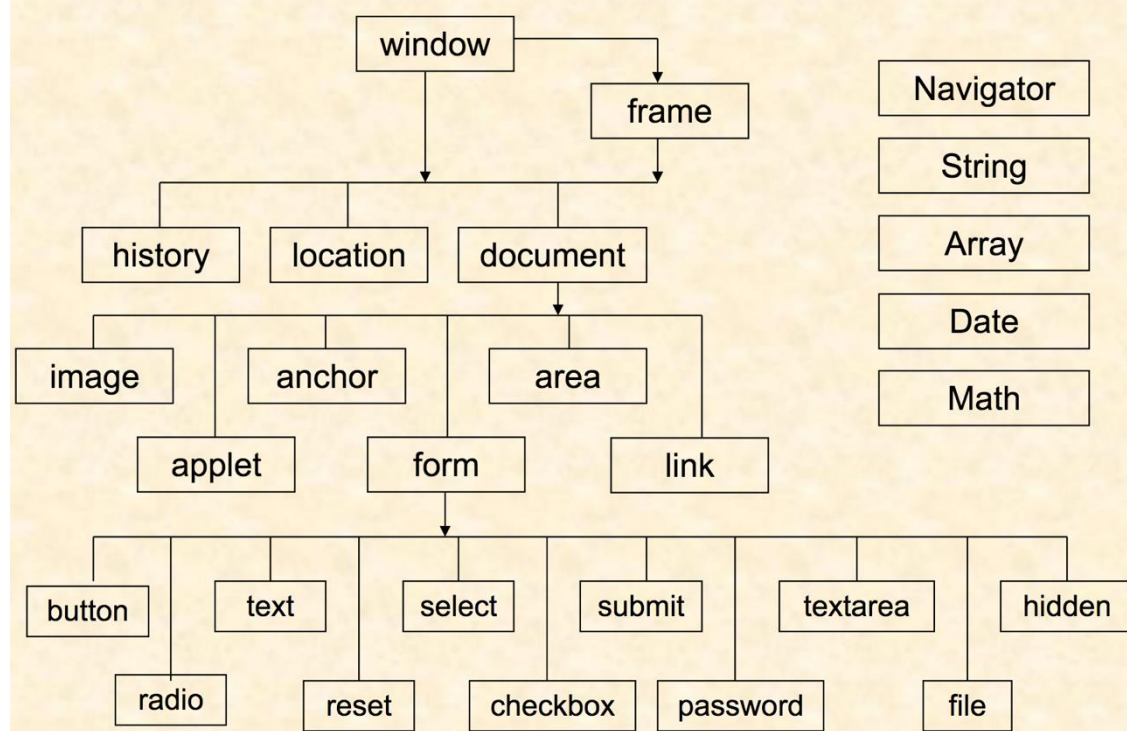 window
frame
Navigator
String
Array
Date
Math
history location document
image anchor area
applet form link
button text select submit textarea hidden
radio reset checkbox password file